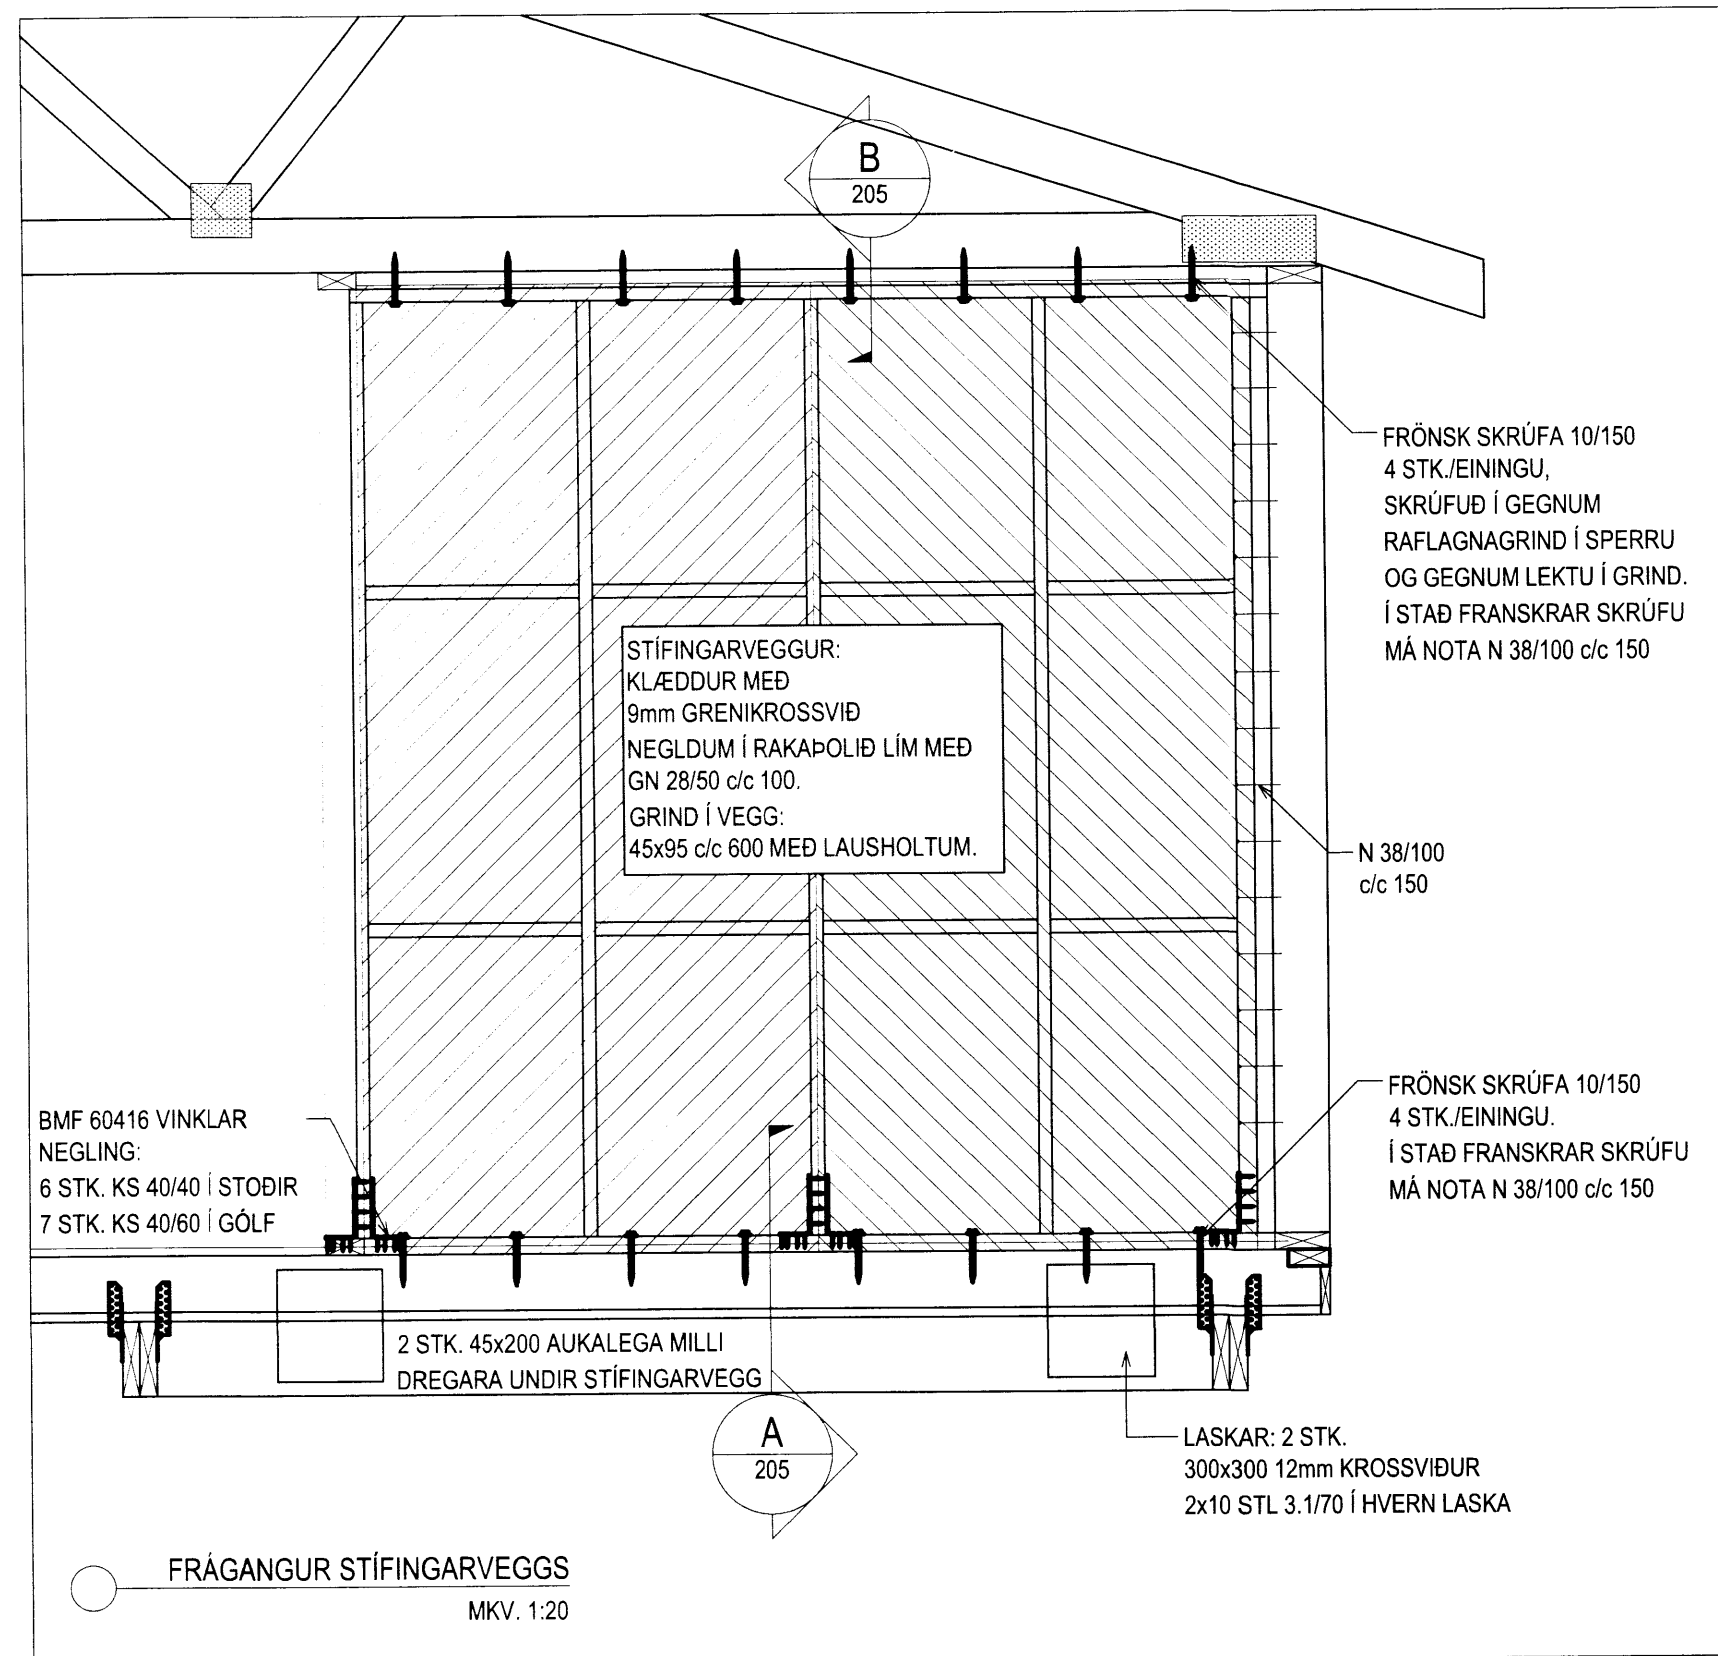 B
205
FRÖNSK SKRÚFA 10/150
4 STK./EININGU,
SKRÚFUÐ Í GEGNUM
RAFLAGNAGRIND Í SPERRU
OG GEGNUM LEKTU Í GRIND.
Í STAÐ FRANSKRAR SKRÚFU
MÁ NOTA N 38/100 c/c 150
STÍFINGARVEGGUR:
KLÆDDUR MEÐ
9mm GRENIKROSSVIÐ
NEGLDUM Í RAKAÞOLIÐ LÍM MEÐ
GN 28/50 c/c 100.
GRIND Í VEGG:
45x95 c/c 600 MEÐ LAUSHOLTUM.
N 38/100
c/c 150
FRÖNSK SKRÚFA 10/150
4 STK./EININGU.
Í STAÐ FRANSKRAR SKRÚFU
MÁ NOTA N 38/100 c/c 150
BMF 60416 VINKLAR
NEGLING:
6 STK. KS 40/40 Í STOÐIR
7 STK. KS 40/60 Í GÓLF
2 STK. 45x200 AUKALEGA MILLI
DREGARA UNDIR STÍFINGARVEGG
A
205
LASKAR: 2 STK.
300x300 12mm KROSSVIÐUR
2x10 STL 3.1/70 Í HVERN LASKA
FRÁGANGUR STÍFINGARVEGGS
MKV. 1:20